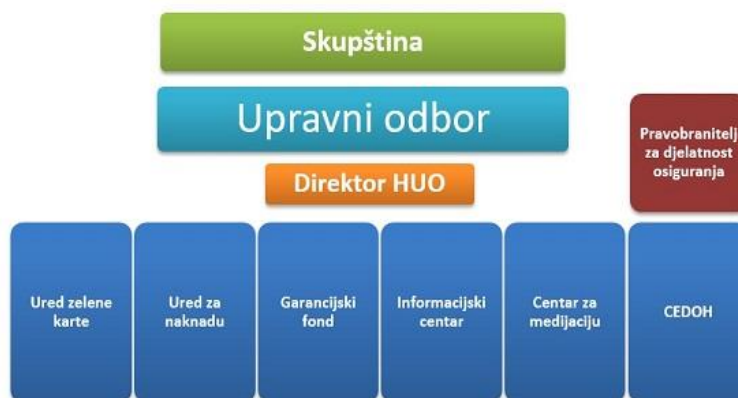 Skupština
Upravni odbor
Pravobranitelj
za djelatnost
osiguranja
Direktor HUO
Ured zelene
karte
Ured za
naknadu
Garancijski
fond
Informacijski
centar
Centar za
medijaciju
CEDOH